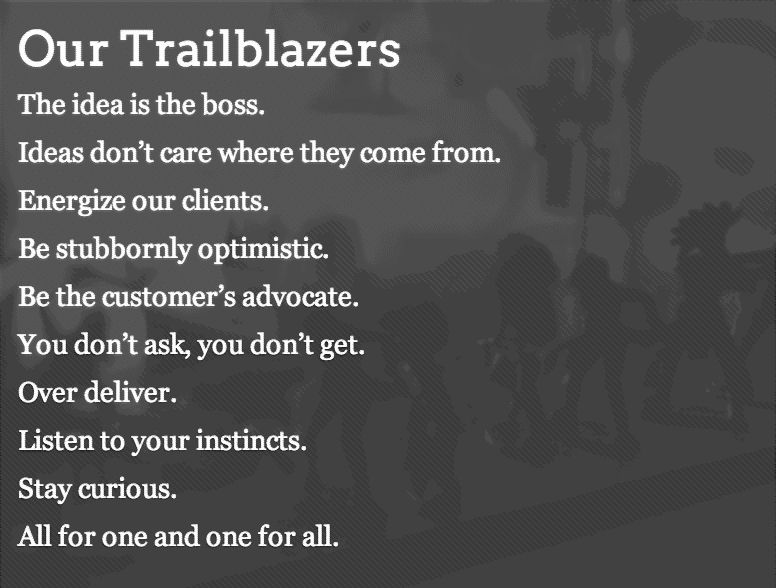 Our Trailblazers
The idea is the boss.
Ideas don’t care where they come from.
Energize our clients.
Be stubbornly optimistic.
Be the customer’s advocate.
You don’t ask, you don’t get.
Over deliver.
Listen to your instincts.
Stay curious.
All for one and one for all.